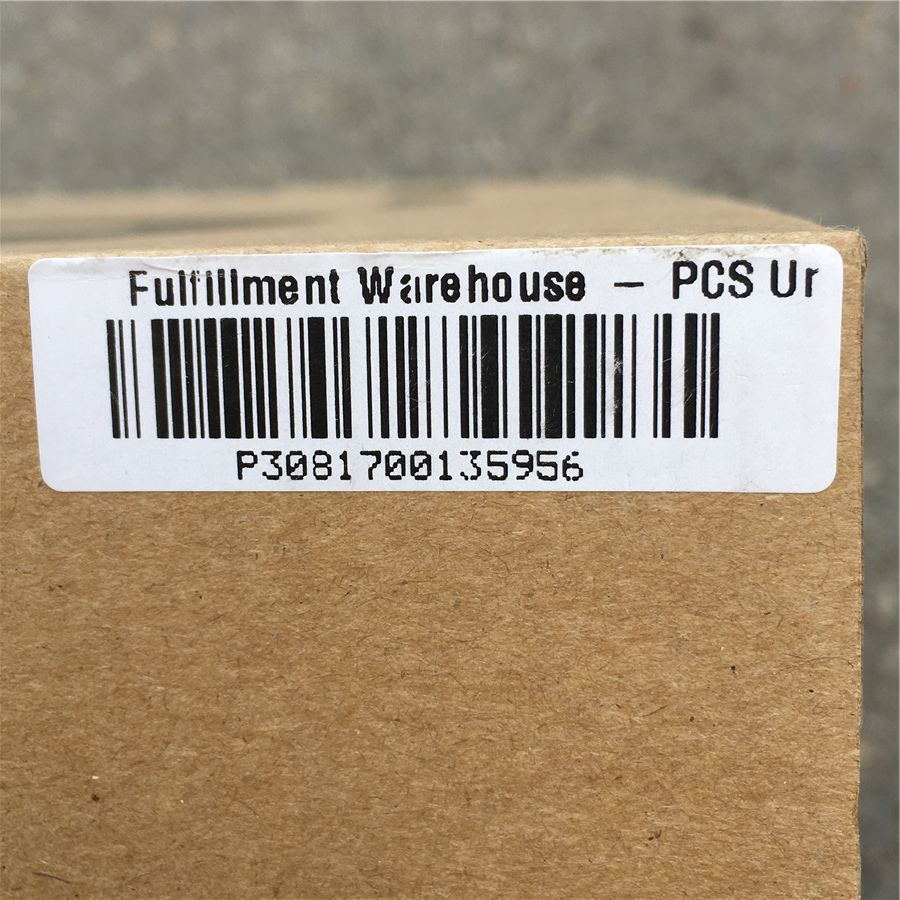 Fulfillment Warehouse – PCS Ur
P3081700135956